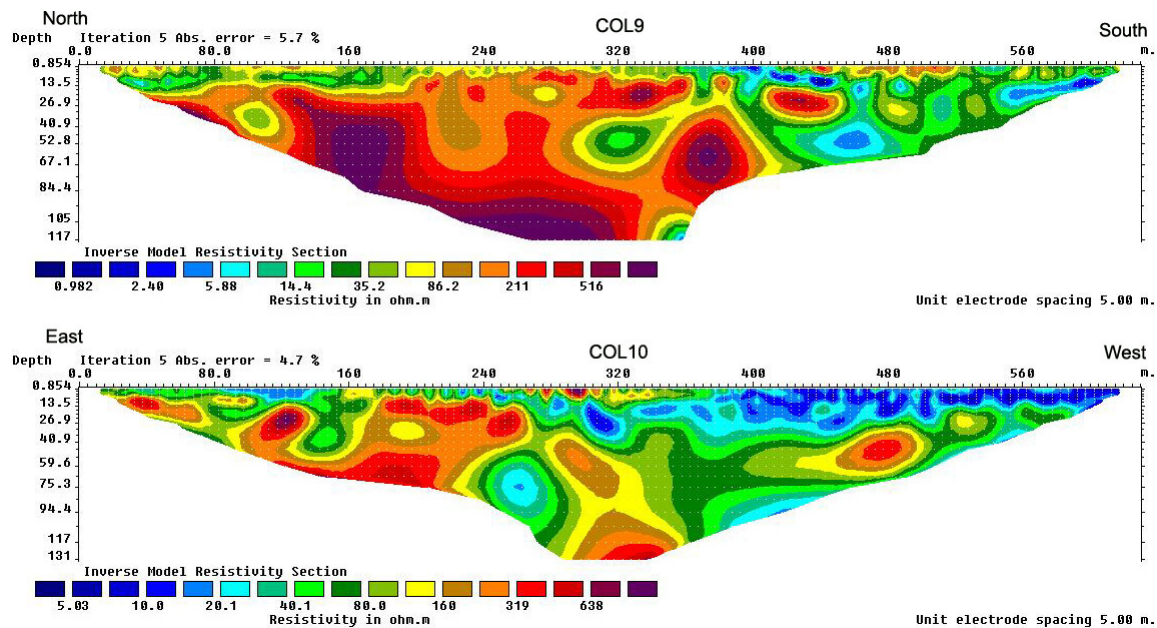 North COL9 South
Depth Iteration 5 Abs. error = 5.7 %
0.0 80.0 160 240 320 400 480 560 m.
0.854
13.5
26.9
40.9
52.8
67.1
84.4
105
117
Inverse Model Resistivity Section
0.982 2.40 5.88 14.4 35.2 86.2 211 516
Resistivity in ohm.m Unit electrode spacing 5.00 m.
East COL10 West
Depth Iteration 5 Abs. error = 4.7 %
0.0 80.0 160 240 320 400 480 560 m.
0.854
13.5
26.9
40.9
59.6
75.3
94.4
117
131
Inverse Model Resistivity Section
5.03 10.0 20.1 40.1 80.0 160 319 638
Resistivity in ohm.m Unit electrode spacing 5.00 m.